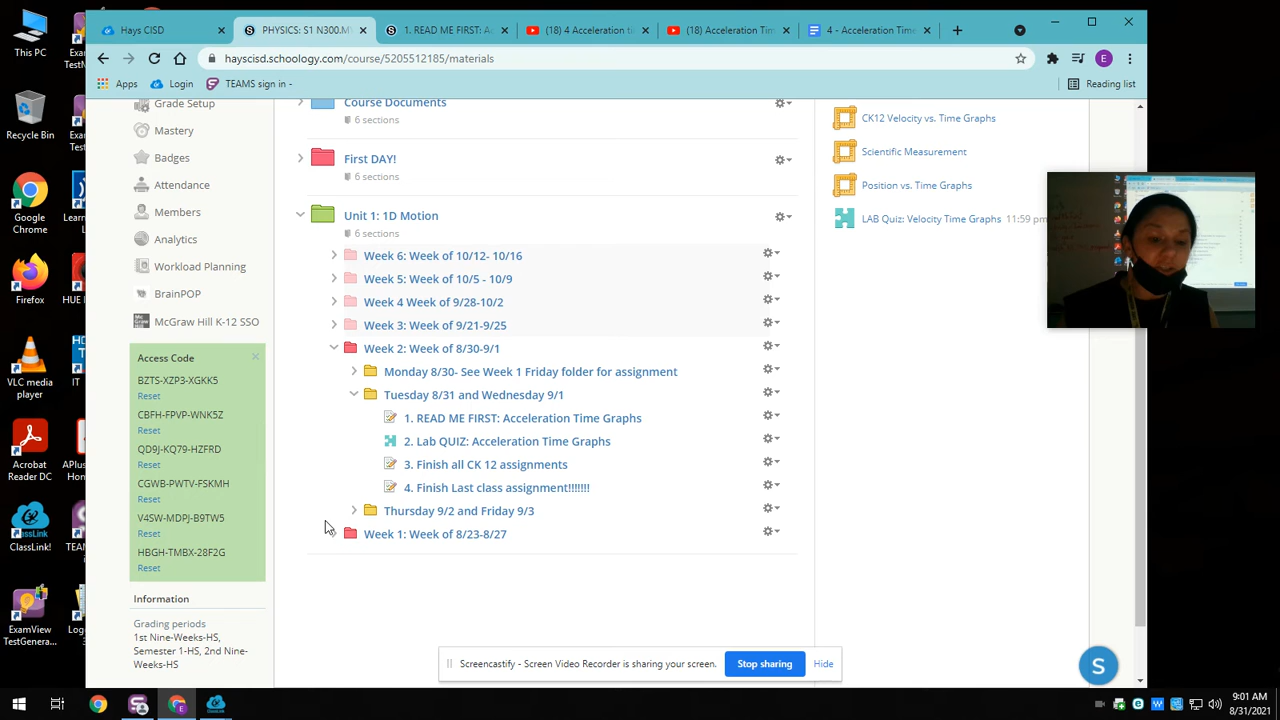 This PC
Recycle Bin
Google Chrome
Firefox
VLC media player
Acrobat Reader DC
ClassLink!
ExamView TestGenera...
Hays CISD
PHYSICS: S1 N300.M
1. READ ME FIRST: A
(18) 4 Acceleration ti
(18) Acceleration Tim
4 - Acceleration Time
hayscisd.schoology.com/course/5205512185/materials
E
Apps
Login
TEAMS sign in -
Reading list
Grade Setup
Mastery
Badges
Attendance
Members
Analytics
Workload Planning
BrainPOP
McGraw Hill K-12 SSO
Access Code
BZTS-XZP3-XGKK5
Reset
CBFH-FPVP-WNK5Z
Reset
QD9J-KQ79-HZFRD
Reset
CGWB-PWTV-FSKMH
Reset
V4SW-MDPJ-B9TW5
Reset
HBGH-TMBX-28F2G
Reset
Information
Grading periods
1st Nine-Weeks-HS,
Semester 1-HS, 2nd Nine-
Weeks-HS
Course Documents
6 sections
First DAY!
6 sections
Unit 1: 1D Motion
6 sections
Week 6: Week of 10/12- 10/16
Week 5: Week of 10/5 - 10/9
Week 4 Week of 9/28-10/2
Week 3: Week of 9/21-9/25
Week 2: Week of 8/30-9/1
Monday 8/30- See Week 1 Friday folder for assignment
Tuesday 8/31 and Wednesday 9/1
1. READ ME FIRST: Acceleration Time Graphs
2. Lab QUIZ: Acceleration Time Graphs
3. Finish all CK 12 assignments
4. Finish Last class assignment!!!!!!!
Thursday 9/2 and Friday 9/3
Week 1: Week of 8/23-8/27
CK12 Velocity vs. Time Graphs
Scientific Measurement
Position vs. Time Graphs
LAB Quiz: Velocity Time Graphs 11:59 pm
Screencastify - Screen Video Recorder is sharing your screen.
Stop sharing
Hide
S
9:01 AM
8/31/2021